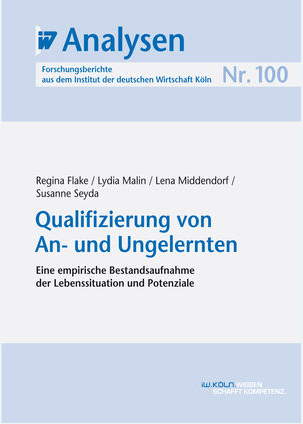 iw Analysen
Forschungsberichte
aus dem Institut der deutschen Wirtschaft Köln
Nr. 100
Regina Flake / Lydia Malin / Lena Middendorf /
Susanne Seyda
Qualifizierung von
An- und Ungelernten
Eine empirische Bestandsaufnahme
der Lebenssituation und Potenziale
iW.KÖLN.WISSEN
SCHAFFT KOMPETENZ.